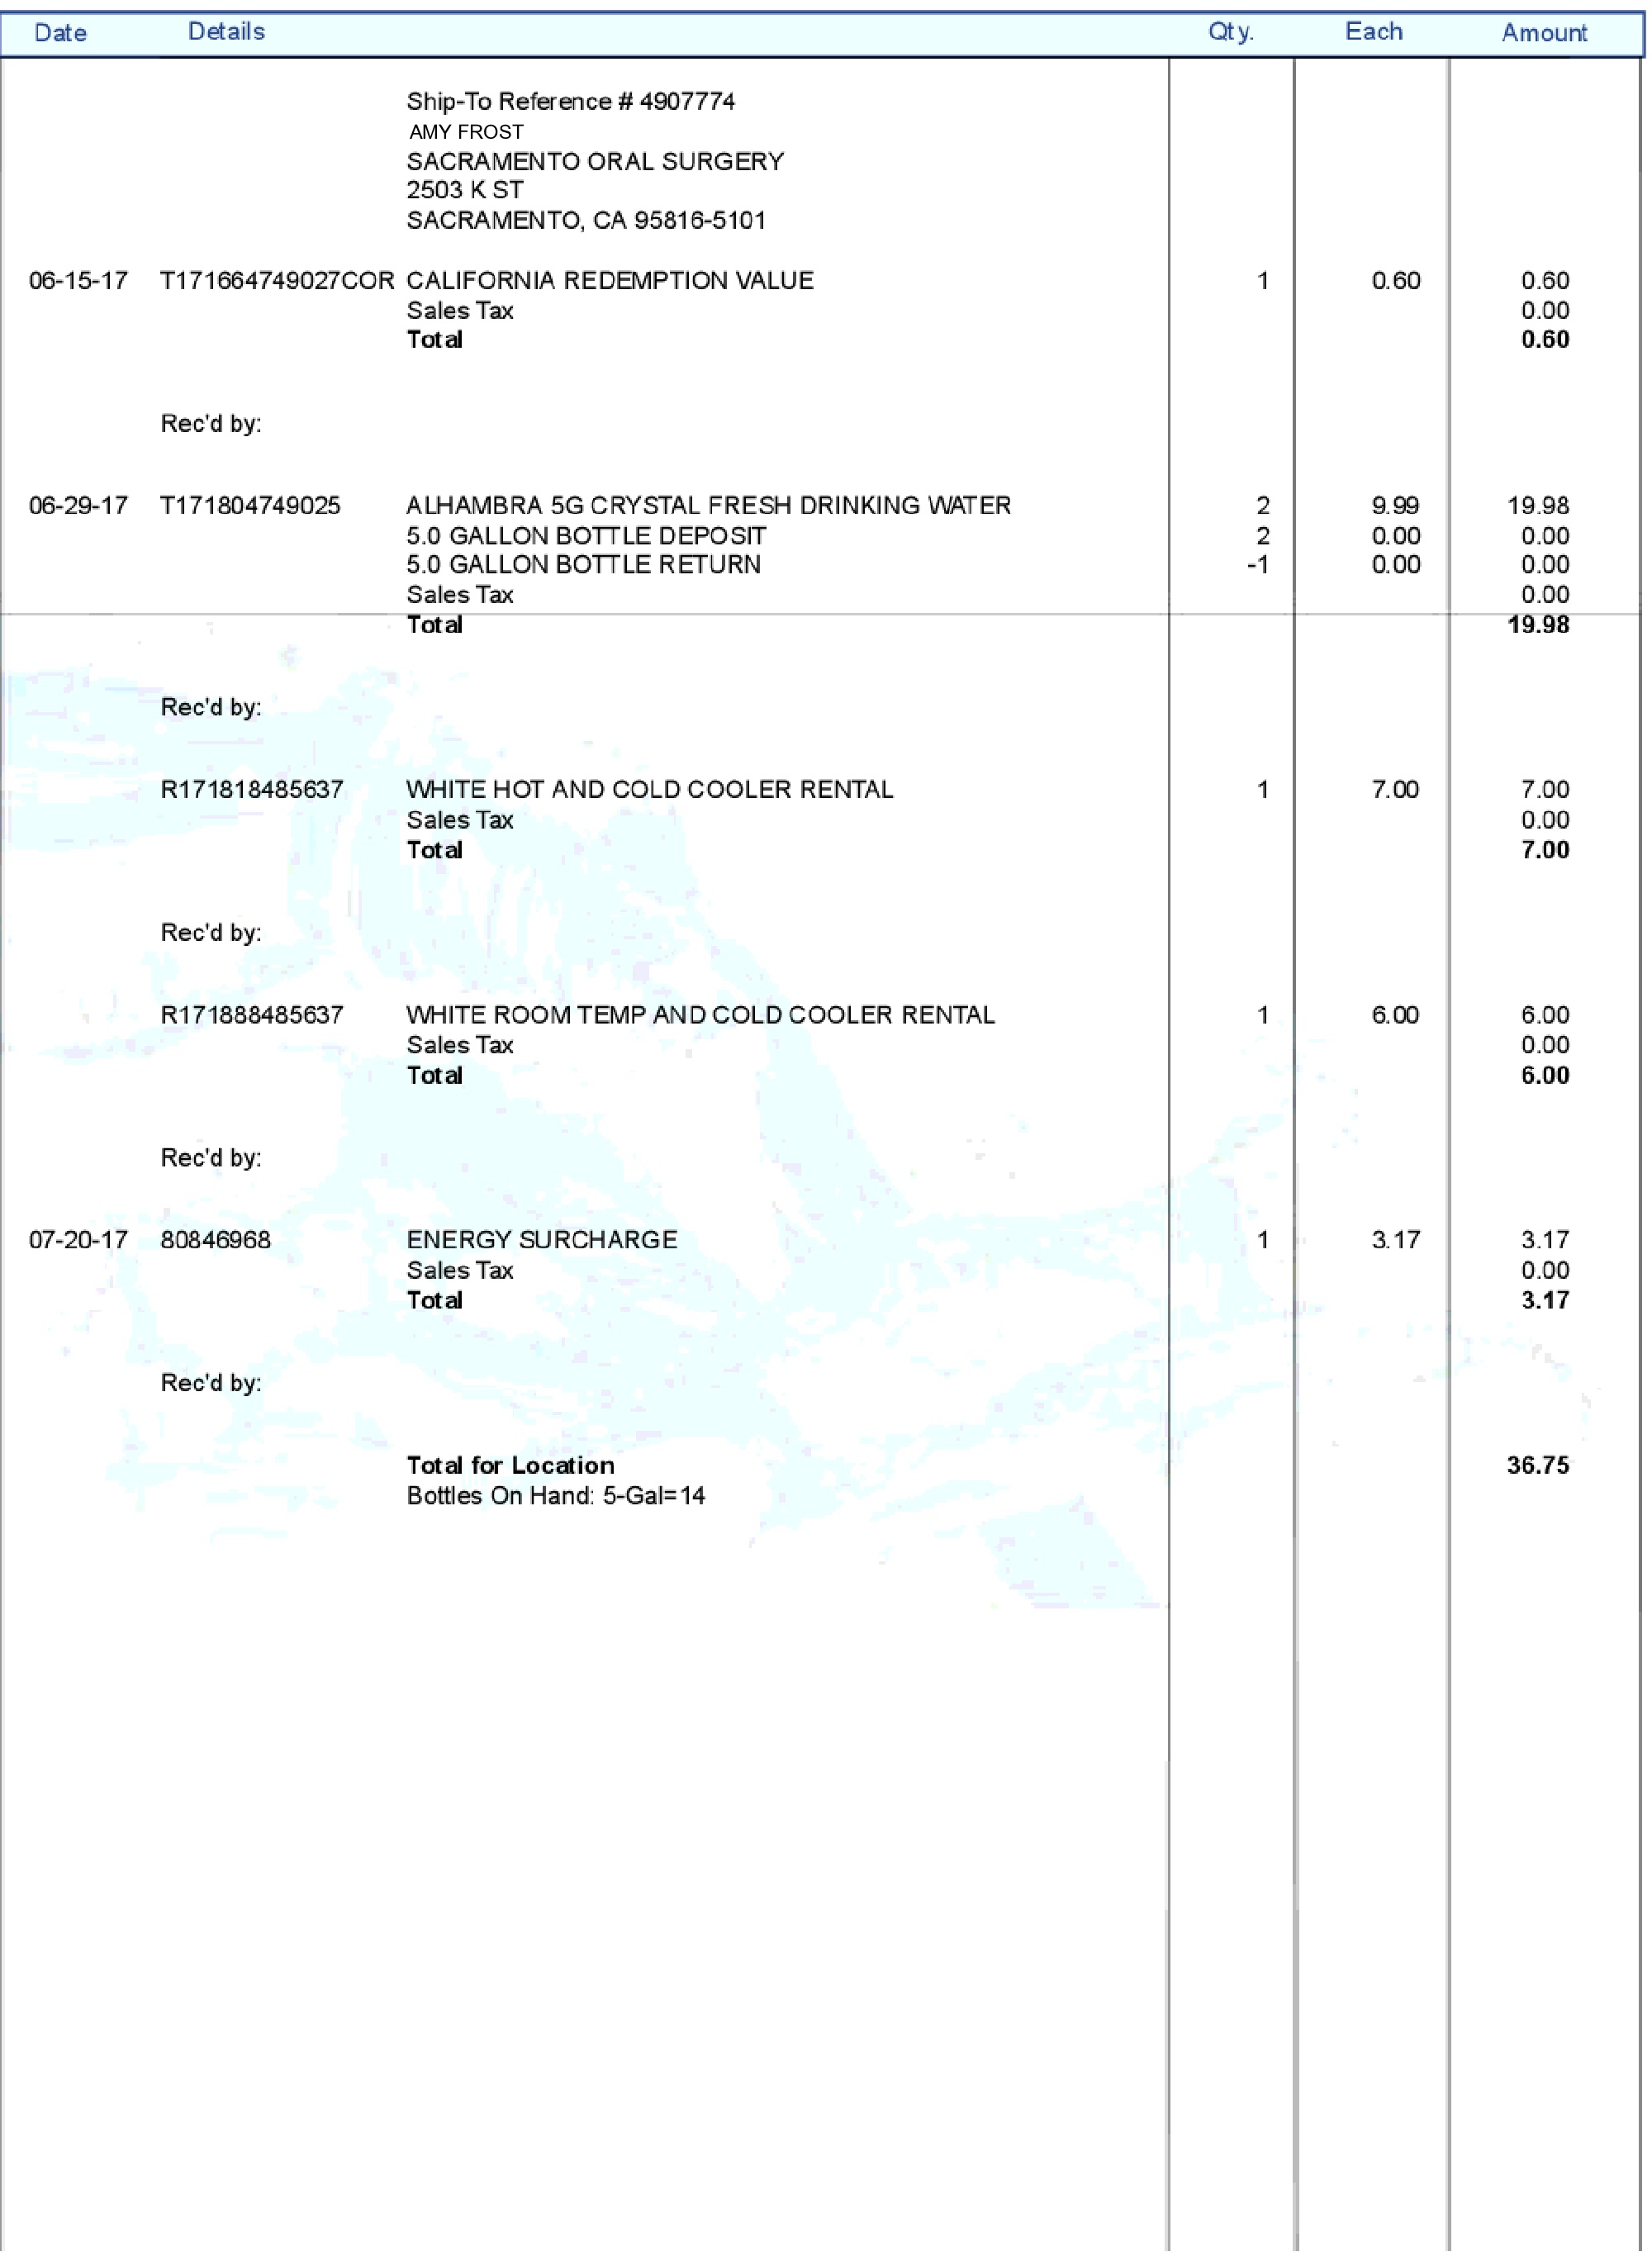 Date Details Qty. Each Amount
Ship-To Reference # 4907774
AMY FROST
SACRAMENTO ORAL SURGERY
2503 K ST
SACRAMENTO, CA 95816-5101
06-15-17 T171664749027COR CALIFORNIA REDEMPTION VALUE 1 0.60 0.60
Sales Tax 0.00
Total 0.60
Rec'd by:
06-29-17 T171804749025 ALHAMBRA 5G CRYSTAL FRESH DRINKING WATER 2 9.99 19.98
5.0 GALLON BOTTLE DEPOSIT 2 0.00 0.00
5.0 GALLON BOTTLE RETURN -1 0.00 0.00
Sales Tax 0.00
Total 19.98
Rec'd by:
R171818485637 WHITE HOT AND COLD COOLER RENTAL 1 7.00 7.00
Sales Tax 0.00
Total 7.00
Rec'd by:
R171888485637 WHITE ROOM TEMP AND COLD COOLER RENTAL 1 6.00 6.00
Sales Tax 0.00
Total 6.00
Rec'd by:
07-20-17 80846968 ENERGY SURCHARGE 1 3.17 3.17
Sales Tax 0.00
Total 3.17
Rec'd by:
Total for Location 36.75
Bottles On Hand: 5-Gal=14